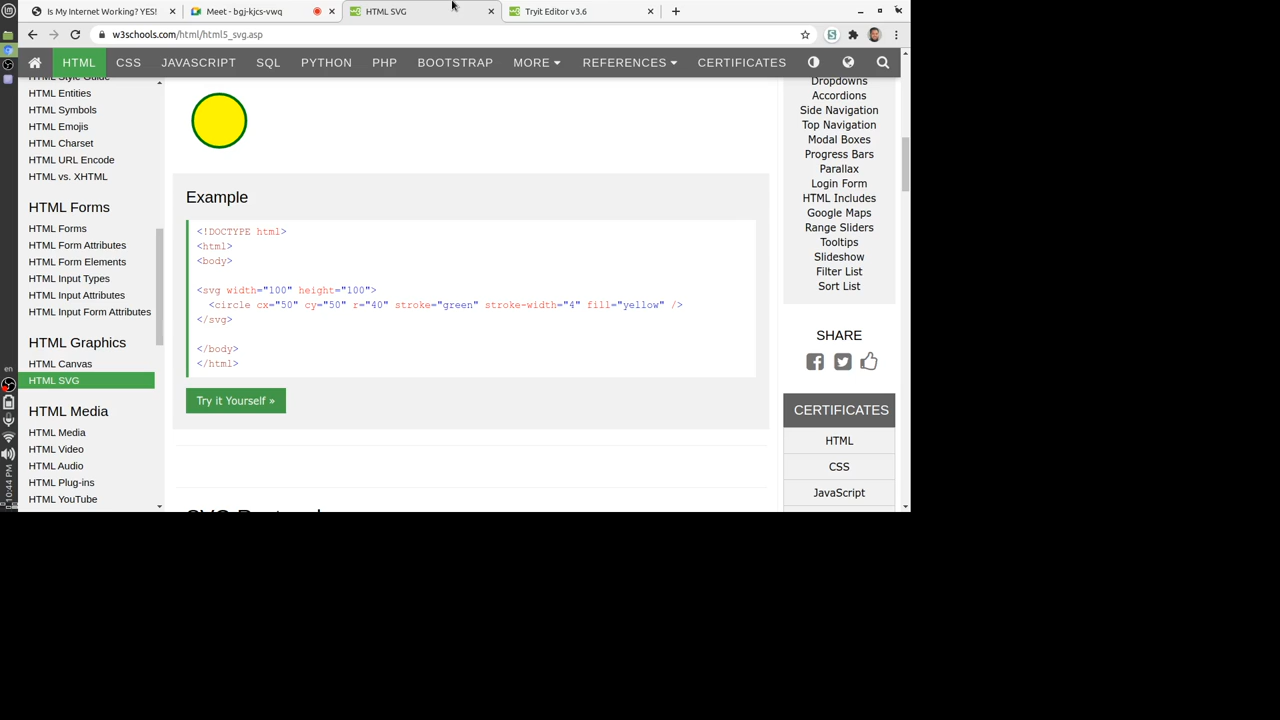 Is My Internet Working? YES!
Meet - bgj-kjcs-vwq
HTML SVG
Tryit Editor v3.6
w3schools.com/html/html5_svg.asp
HTML CSS JAVASCRIPT SQL PYTHON PHP BOOTSTRAP MORE REFERENCES CERTIFICATES
HTML Style Guide
HTML Entities
HTML Symbols
HTML Emojis
HTML Charset
HTML URL Encode
HTML vs. XHTML
HTML Forms
HTML Forms
HTML Form Attributes
HTML Form Elements
HTML Input Types
HTML Input Attributes
HTML Input Form Attributes
HTML Graphics
HTML Canvas
HTML SVG
HTML Media
HTML Media
HTML Video
HTML Audio
HTML Plug-ins
HTML YouTube
Example
<!DOCTYPE html>
<html>
<body>
<svg width="100" height="100">
<circle cx="50" cy="50" r="40" stroke="green" stroke-width="4" fill="yellow" />
</svg>
</body>
</html>
Try it Yourself »
Dropdowns
Accordions
Side Navigation
Top Navigation
Modal Boxes
Progress Bars
Parallax
Login Form
HTML Includes
Google Maps
Range Sliders
Tooltips
Slideshow
Filter List
Sort List
SHARE
CERTIFICATES
HTML
CSS
JavaScript
en
10:44 PM